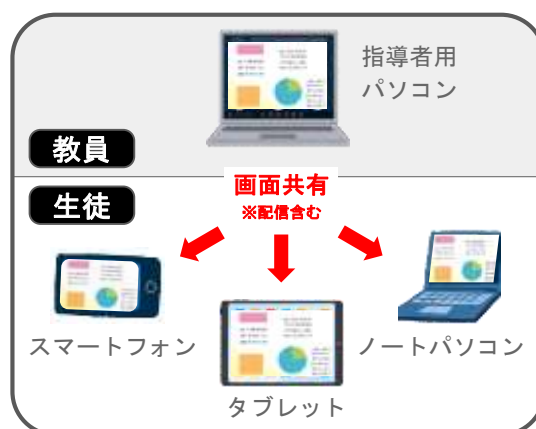 指導者用
パソコン
教員
画面共有
※配信含む
生徒
スマートフォン
ノートパソコン
タブレット